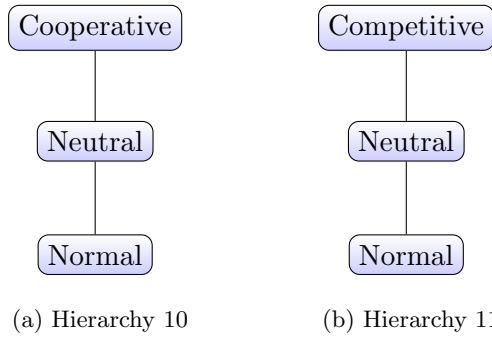 Cooperative
Neutral
Normal
(a) Hierarchy 10
Competitive
Neutral
Normal
(b) Hierarchy 11